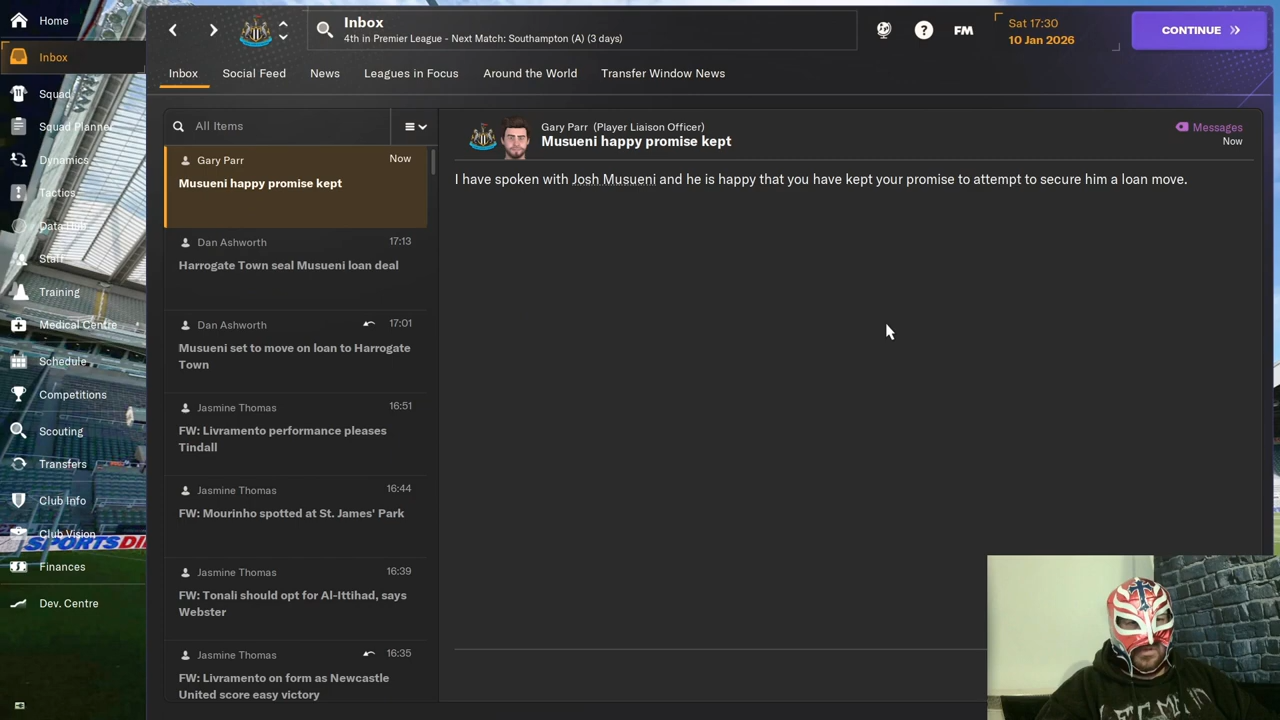 Home
Inbox
Squad
Squad Planner
Dynamics
Tactics
Staff
Training
Medical Centre
Schedule
Competitions
Scouting
Transfers
Club Info
Club Vision
SPORTS DI
Finances
Dev. Centre
Inbox
4th in Premier League - Next Match: Southampton (A) (3 days)
?
FM
Sat 17:30
10 Jan 2026
CONTINUE
Inbox
Social Feed
News
Leagues in Focus
Around the World
Transfer Window News
All Items
Gary Parr
Now
Musueni happy promise kept
Dan Ashworth
17:13
Harrogate Town seal Musueni loan deal
Dan Ashworth
17:01
Musueni set to move on loan to Harrogate
Town
Jasmine Thomas
16:51
FW: Livramento performance pleases
Tindall
Jasmine Thomas
16:44
FW: Mourinho spotted at St. James' Park
Jasmine Thomas
16:39
FW: Tonali should opt for Al-Ittihad, says
Webster
Jasmine Thomas
16:35
FW: Livramento on form as Newcastle
United score easy victory
Gary Parr (Player Liaison Officer)
Musueni happy promise kept
Messages
Now
I have spoken with Josh Musueni and he is happy that you have kept your promise to attempt to secure him a loan move.